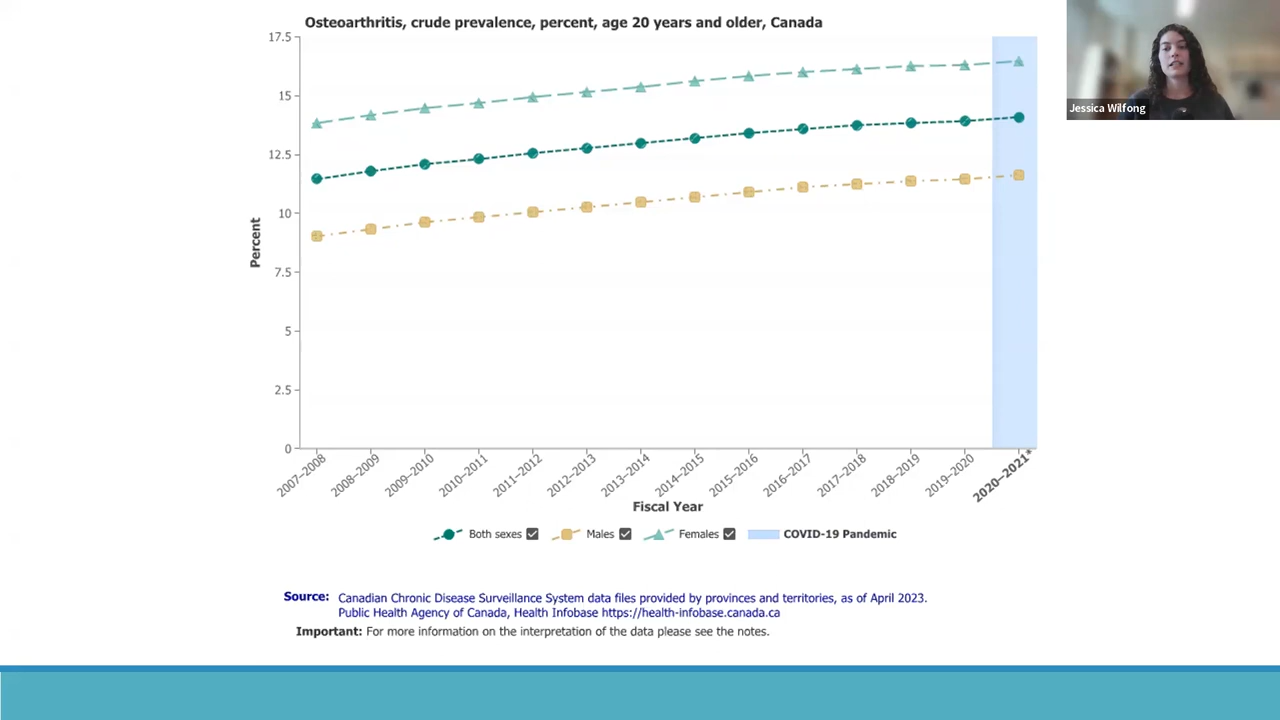 Osteoarthritis, crude prevalence, percent, age 20 years and older, Canada
Jessica Wilfong
Percent
17.5
15
12.5
10
7.5
5
2.5
0
2007–2008
2008–2009
2009–2010
2010–2011
2011–2012
2012–2013
2013–2014
2014–2015
2015–2016
2016–2017
2017–2018
2018–2019
2019–2020
2020–2021*
Fiscal Year
Both sexes Males Females COVID-19 Pandemic
Source: Canadian Chronic Disease Surveillance System data files provided by provinces and territories, as of April 2023.
Public Health Agency of Canada, Health Infobase https://health-infobase.canada.ca
Important: For more information on the interpretation of the data please see the notes.